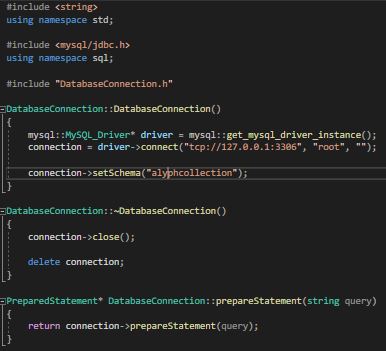 #include <string>
using namespace std;
#include <mysql/jdbc.h>
using namespace sql;
#include "DatabaseConnection.h"
DatabaseConnection::DatabaseConnection()
{
mysql::MySQL_Driver* driver = mysql::get_mysql_driver_instance();
connection = driver->connect("tcp://127.0.0.1:3306", "root", "");
connection->setSchema("alyphcollection");
}
DatabaseConnection::~DatabaseConnection()
{
connection->close();
delete connection;
}
PreparedStatement* DatabaseConnection::prepareStatement(string query)
{
return connection->prepareStatement(query);
}